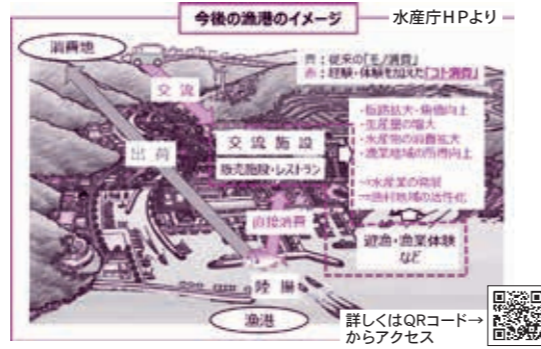 今後の漁港のイメージ
水産庁HPより
消費地
青：従来の「モノ消費」
赤：経験・体験を加えた「コト消費」
交流
出荷
交流施設
販売施設・レストラン
・販路拡大・魚価向上
・生産量の増大
・水産物の消費拡大
・漁業地域の所得向上
→水産業の発展
→漁村地域の活性化
直接消費
遊漁・漁業体験
など
陸揚
漁港
詳しくはQRコード→
からアクセス